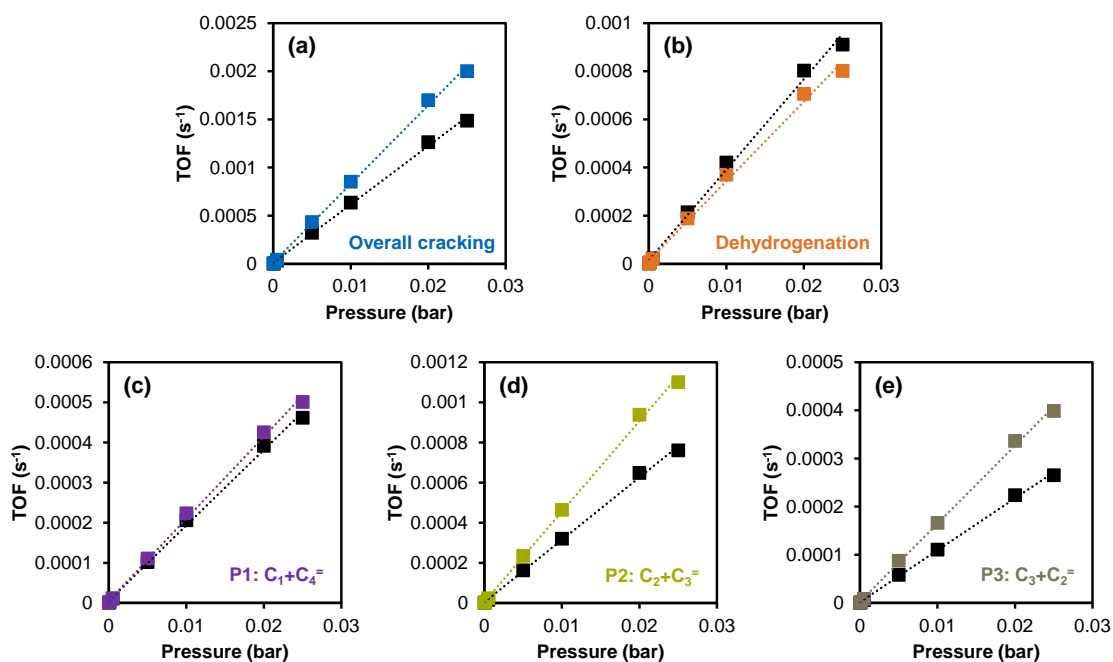 (a)
TOF (s⁻¹)
0.0025
0.002
0.0015
0.001
0.0005
0
0 0.01 0.02 0.03
Pressure (bar)
Overall cracking
(b)
TOF (s⁻¹)
0.001
0.0008
0.0006
0.0004
0.0002
0
0 0.01 0.02 0.03
Pressure (bar)
Dehydrogenation
(c)
TOF (s⁻¹)
0.0006
0.0005
0.0004
0.0003
0.0002
0.0001
0
0 0.01 0.02 0.03
Pressure (bar)
P1: C₁+C₄⁼
(d)
TOF (s⁻¹)
0.0012
0.001
0.0008
0.0006
0.0004
0.0002
0
0 0.01 0.02 0.03
Pressure (bar)
P2: C₂+C₃⁼
(e)
TOF (s⁻¹)
0.0005
0.0004
0.0003
0.0002
0.0001
0
0 0.01 0.02 0.03
Pressure (bar)
P3: C₃+C₂⁼